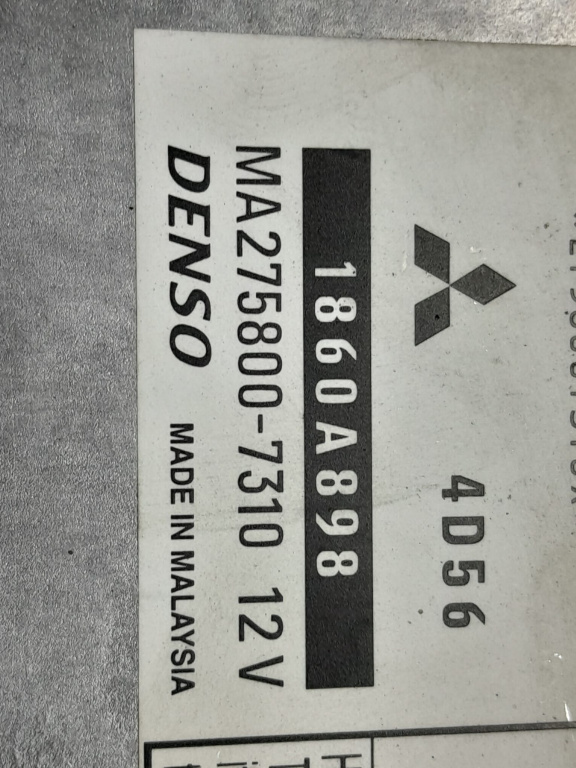 4D56
1860A898
MA275800-7310 12V
DENSO MADE IN MALAYSIA